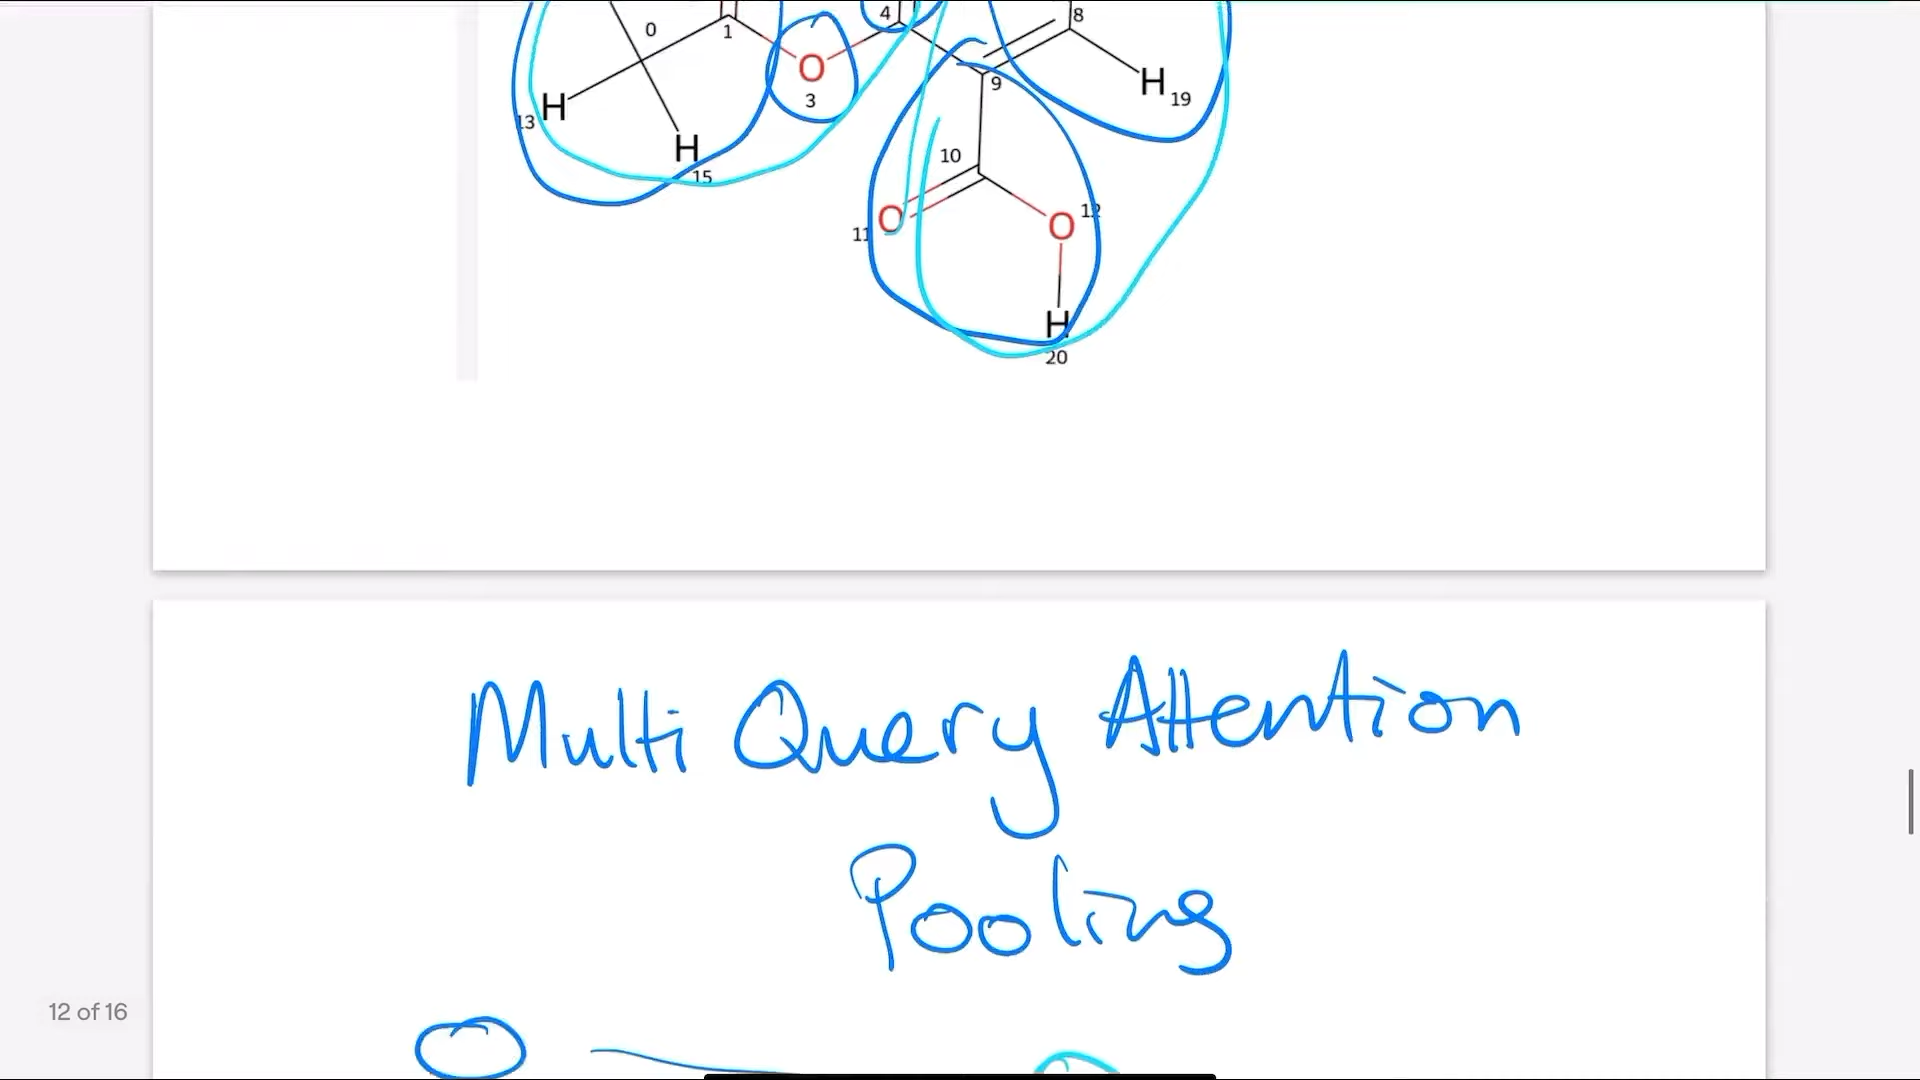 0
1
4
8
O
3
H
13
H
15
9
H 19
10
O
11
O 12
H
20
Multi Query Attention
Pooling
12 of 16